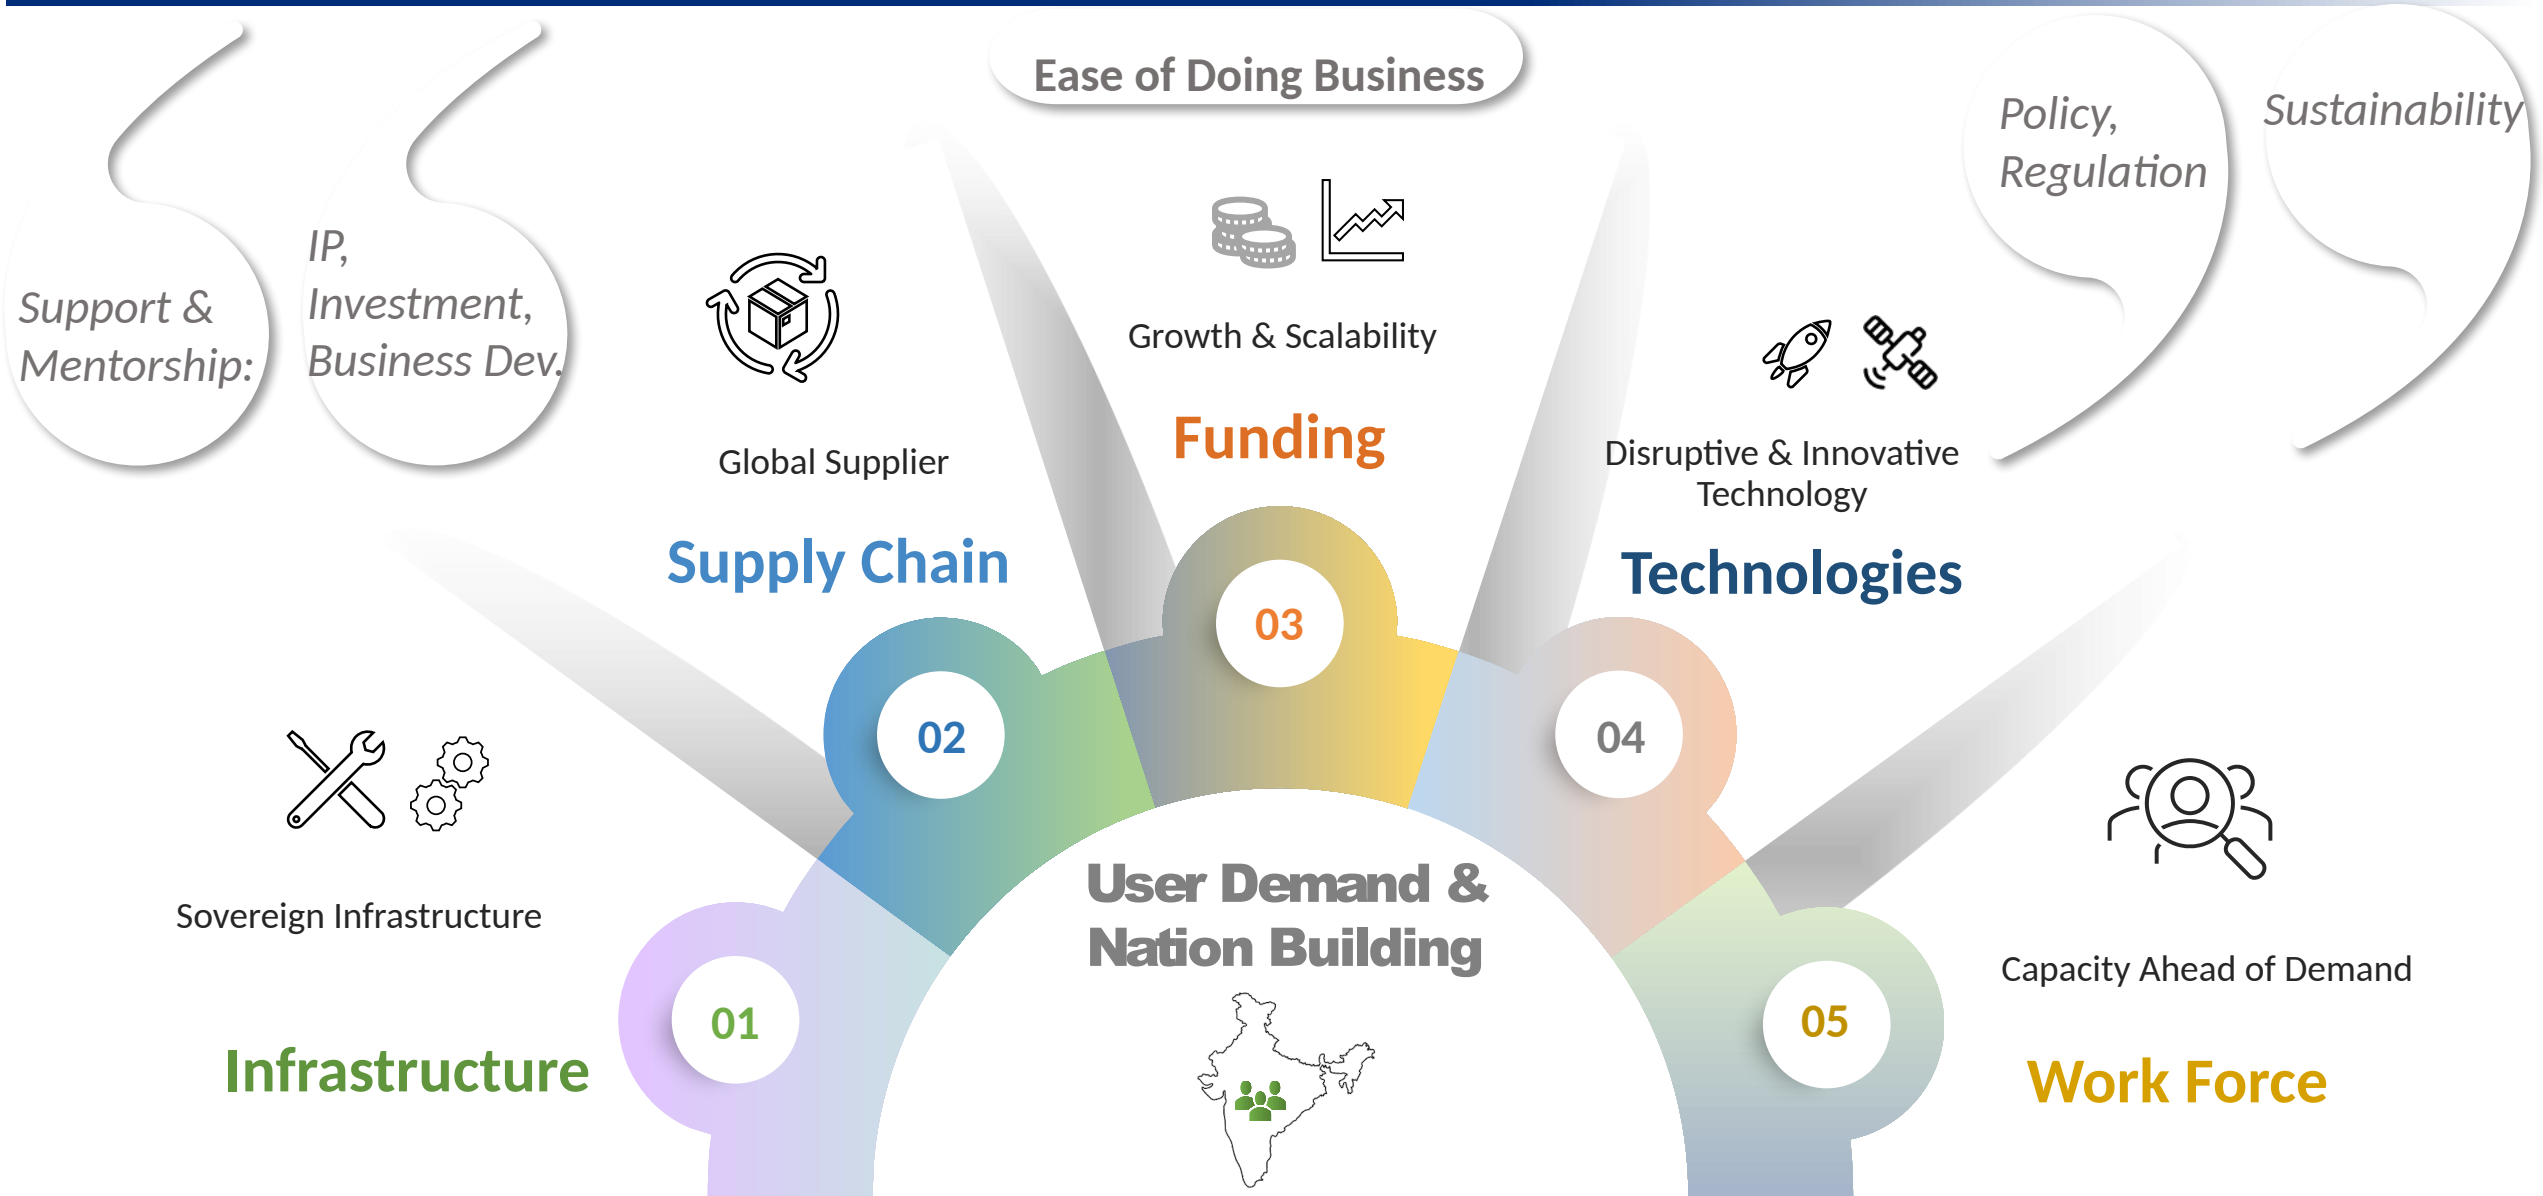 Ease of Doing Business
Support &
Mentorship:
IP,
Investment,
Business Dev.
Policy,
Regulation
Sustainability
Sovereign Infrastructure
Infrastructure
01
Global Supplier
Supply Chain
02
Growth & Scalability
Funding
03
Disruptive & Innovative
Technology
Technologies
04
Capacity Ahead of Demand
Work Force
05
User Demand &
Nation Building